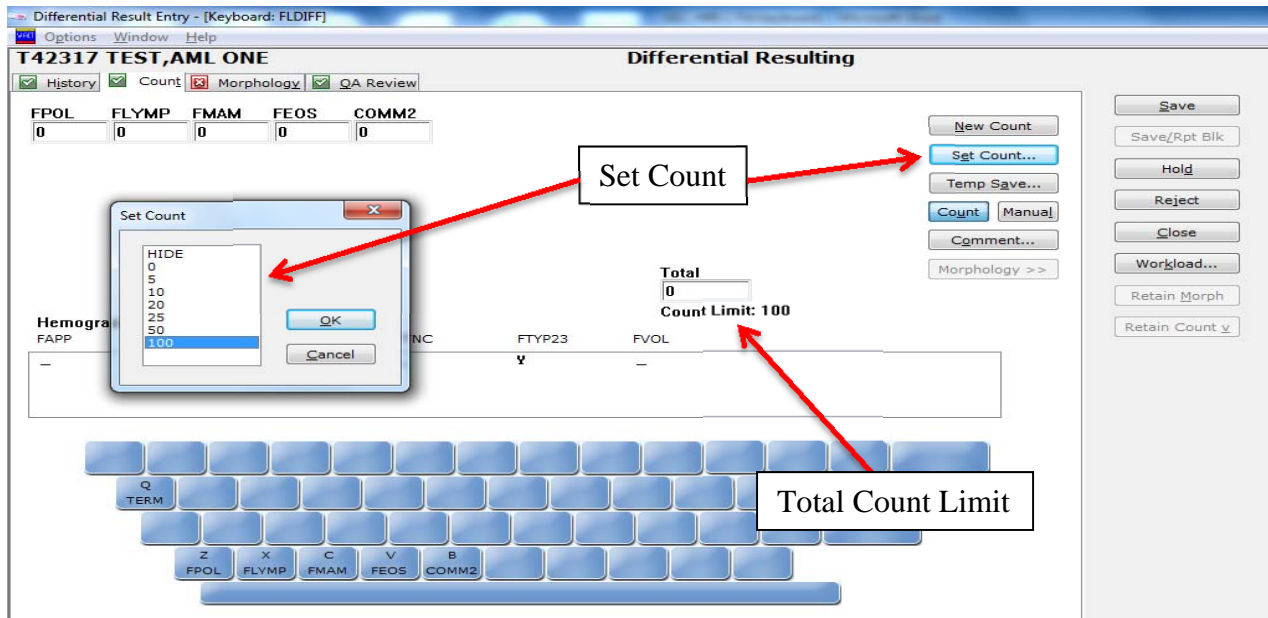 Differential Result Entry - [Keyboard: FLDIFF]
Options Window Help
T42317 TEST,AML ONE Differential Resulting
History Count Morphology QA Review
FPOL FLYMP FMAM FEOS COMM2
0 0 0 0 0
New Count
Set Count...
Temp Save...
Count Manual
Comment...
Morphology >>
Save
Save/Rpt Blk
Hold
Reject
Close
Workload...
Retain Morph
Retain Count v
Set Count
Set Count
HIDE
0
5
10
20
25
50
100
OK
Cancel
Total
0
Count Limit: 100
Hemogra
FAPP NC FTYP23 FVOL
_ Y _
Total Count Limit
Q
TERM
Z X C V B
FPOL FLYMP FMAM FEOS COMM2